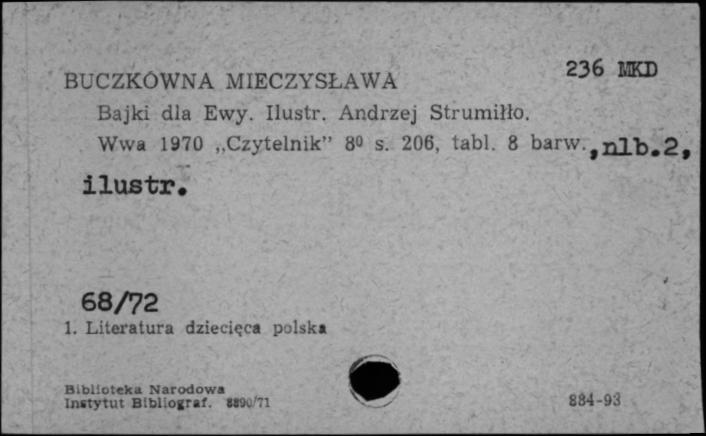 236 MKD
BUCZKÓWNA MIECZYSŁAWA
Bajki dla Ewy. Ilustr. Andrzej Strumiłło.
Wwa 1970 „Czytelnik” 8⁰ s. 206, tabl. 8 barw.,nlb.2,
ilustr.
68/72
1. Literatura dziecięca polska
Biblioteka Narodowa
Instytut Bibliograf. 8890/71
884-93